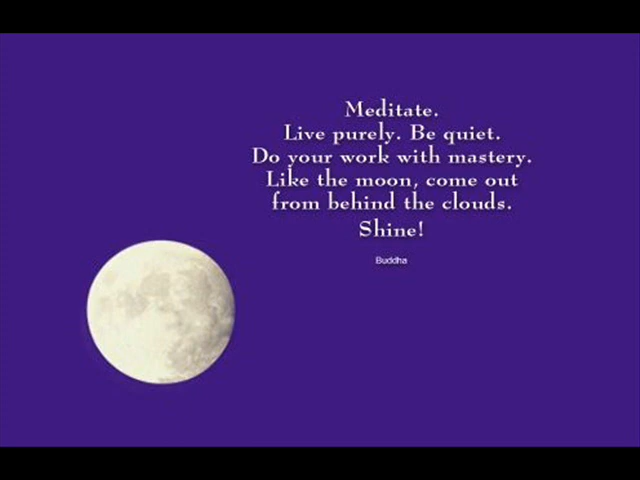 Meditate.
Live purely. Be quiet.
Do your work with mastery.
Like the moon, come out
from behind the clouds.
Shine!
Buddha